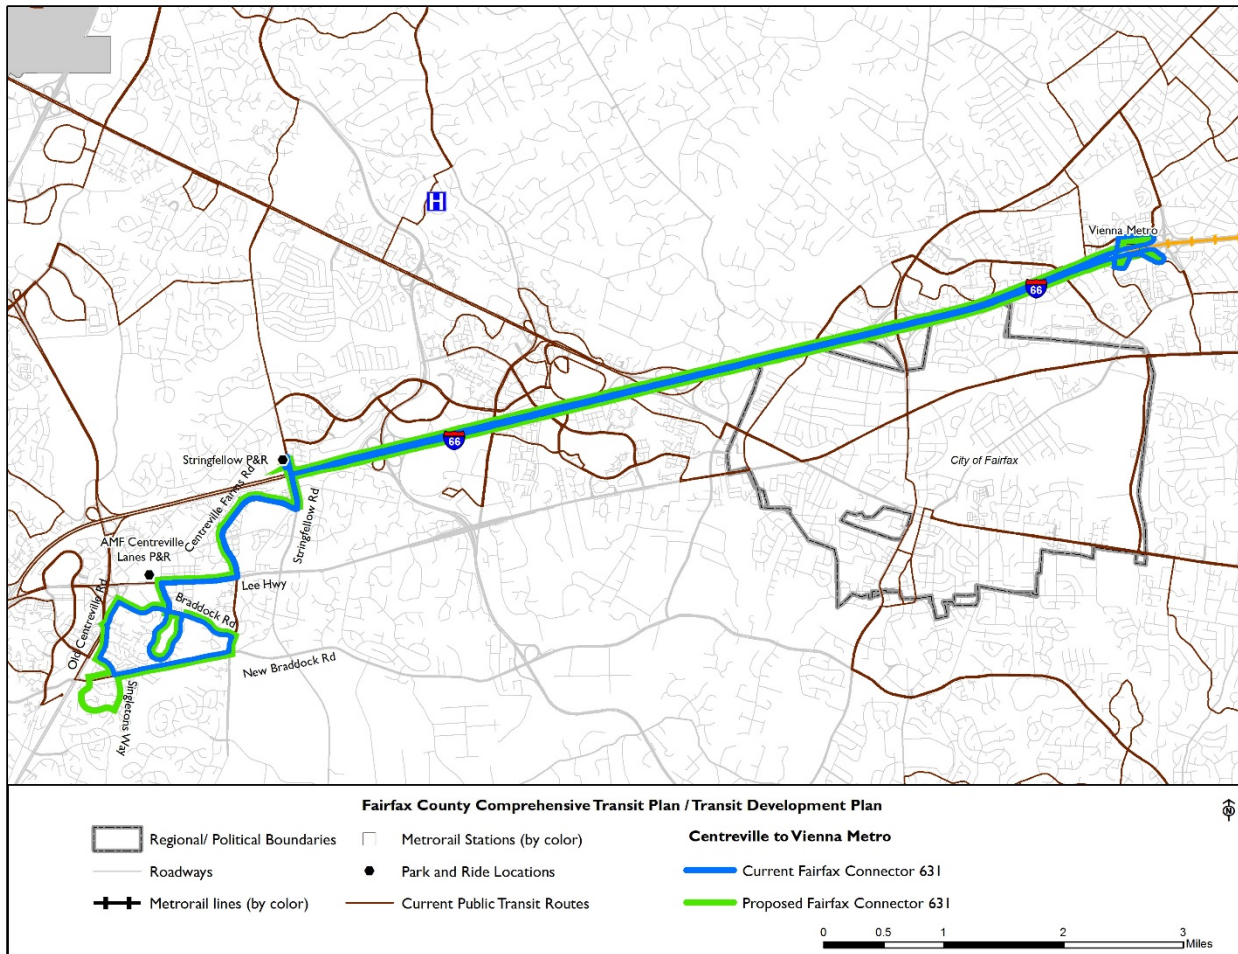 H
Vienna Metro
66
City of Fairfax
66
Stringfellow P&R
Centreville Farms Rd
Stringfellow Rd
AMF Centreville
Lanes P&R
Lee Hwy
Old Centreville Rd
Braddock Rd
New Braddock Rd
Singletons Way
Fairfax County Comprehensive Transit Plan / Transit Development Plan
N
Regional/ Political Boundaries
Metrorail Stations (by color)
Centreville to Vienna Metro
Roadways
Park and Ride Locations
Current Fairfax Connector 631
Metrorail lines (by color)
Current Public Transit Routes
Proposed Fairfax Connector 631
0 0.5 1 2 3
Miles